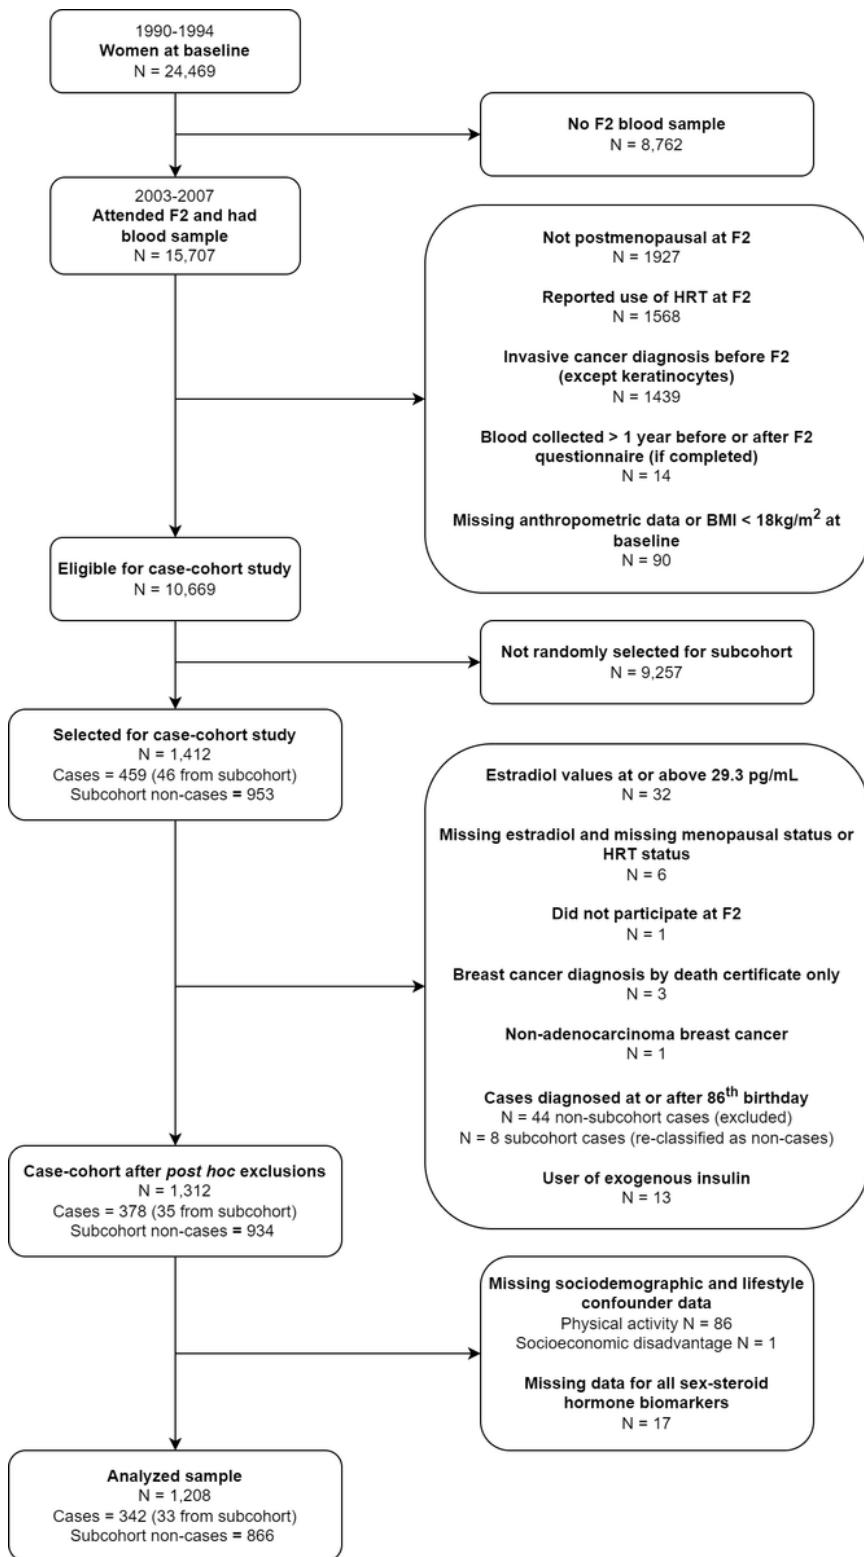 1990-1994
Women at baseline
N = 24,469
No F2 blood sample
N = 8,762
2003-2007
Attended F2 and had
blood sample
N = 15,707
Not postmenopausal at F2
N = 1927
Reported use of HRT at F2
N = 1568
Invasive cancer diagnosis before F2
(except keratinocytes)
N = 1439
Blood collected > 1 year before or after F2
questionnaire (if completed)
N = 14
Missing anthropometric data or BMI < 18kg/m² at
baseline
N = 90
Eligible for case-cohort study
N = 10,669
Not randomly selected for subcohort
N = 9,257
Selected for case-cohort study
N = 1,412
Cases = 459 (46 from subcohort)
Subcohort non-cases = 953
Estradiol values at or above 29.3 pg/mL
N = 32
Missing estradiol and missing menopausal status or
HRT status
N = 6
Did not participate at F2
N = 1
Breast cancer diagnosis by death certificate only
N = 3
Non-adenocarcinoma breast cancer
N = 1
Cases diagnosed at or after 86th birthday
N = 44 non-subcohort cases (excluded)
N = 8 subcohort cases (re-classified as non-cases)
User of exogenous insulin
N = 13
Case-cohort after post hoc exclusions
N = 1,312
Cases = 378 (35 from subcohort)
Subcohort non-cases = 934
Missing sociodemographic and lifestyle
confounder data
Physical activity N = 86
Socioeconomic disadvantage N = 1
Missing data for all sex-steroid
hormone biomarkers
N = 17
Analyzed sample
N = 1,208
Cases = 342 (33 from subcohort)
Subcohort non-cases = 866